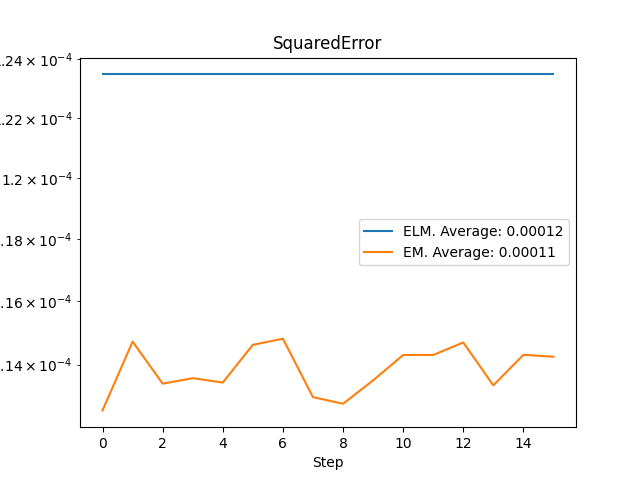 SquaredError
.24 × 10⁻⁴
.22 × 10⁻⁴
1.2 × 10⁻⁴
.18 × 10⁻⁴
.16 × 10⁻⁴
.14 × 10⁻⁴
ELM. Average: 0.00012
EM. Average: 0.00011
0 2 4 6 8 10 12 14
Step